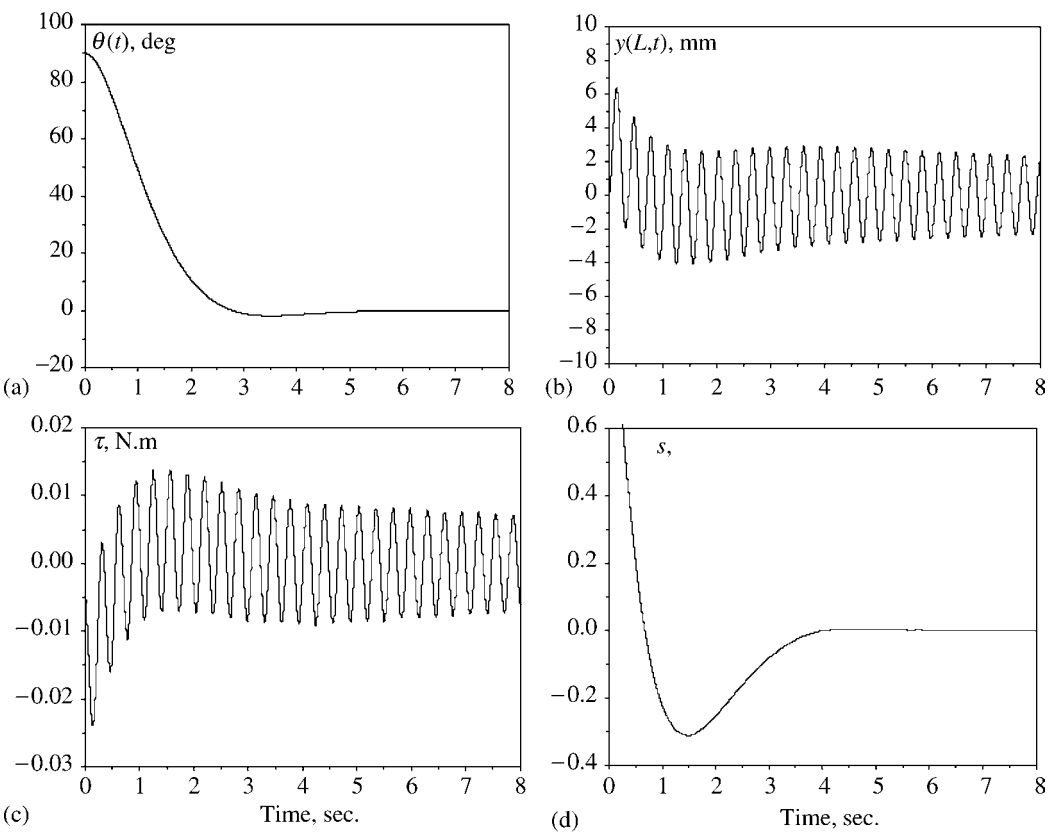 100
80
60
40
20
0
−20
θ(t), deg
0 1 2 3 4 5 6 7 8
(a)
10
8
6
4
2
0
−2
−4
−6
−8
−10
y(L,t), mm
0 1 2 3 4 5 6 7 8
(b)
0.02
0.01
0.00
−0.01
−0.02
−0.03
τ, N.m
0 1 2 3 4 5 6 7 8
Time, sec.
(c)
0.6
0.4
0.2
0.0
−0.2
−0.4
s,
0 1 2 3 4 5 6 7 8
Time, sec.
(d)